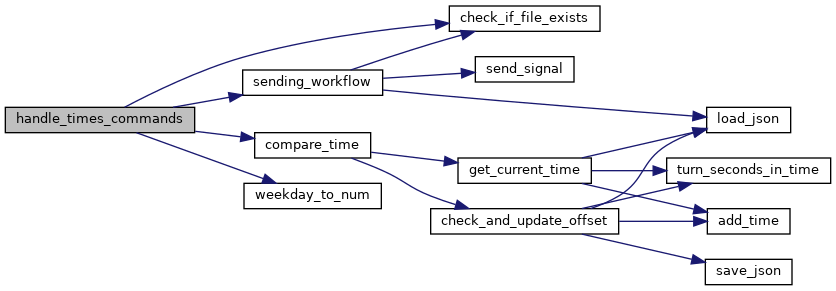 check_if_file_exists
sending_workflow
send_signal
handle_times_commands
load_json
compare_time
get_current_time
turn_seconds_in_time
weekday_to_num
check_and_update_offset
add_time
save_json